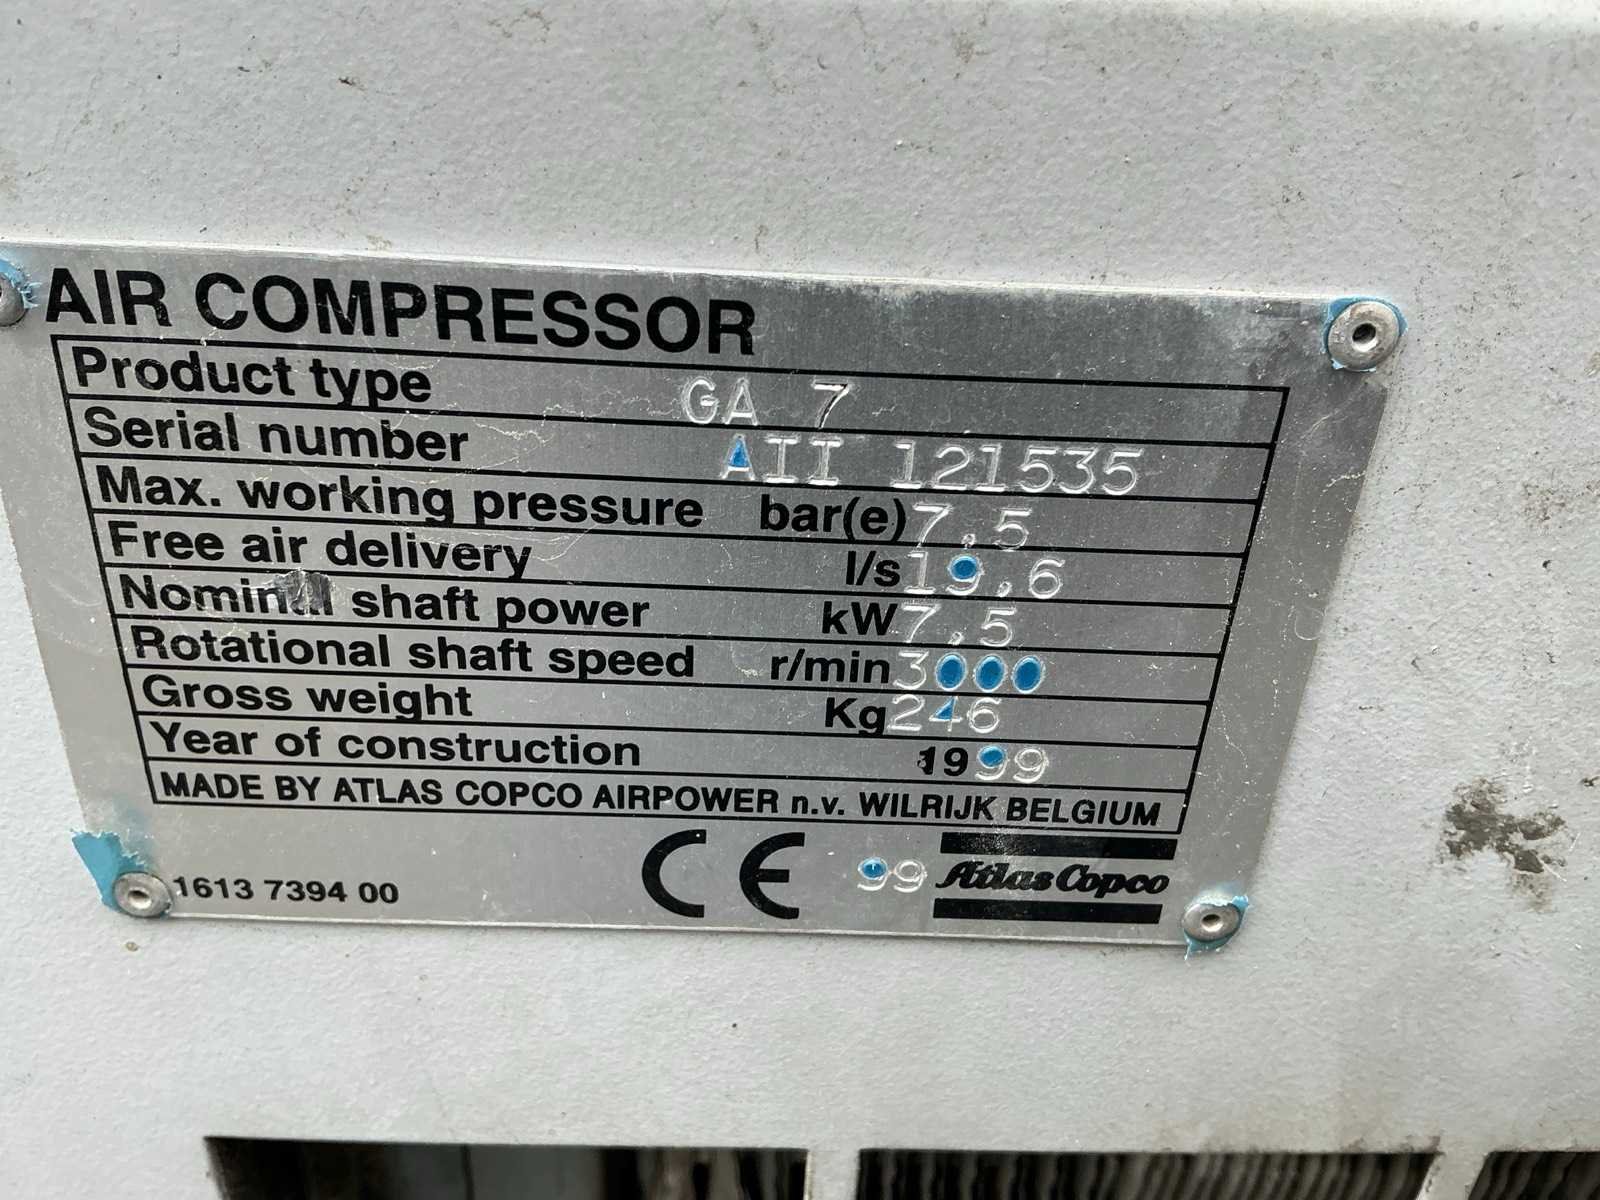 AIR COMPRESSOR
Product type GA 7
Serial number AII 121535
Max. working pressure bar(e) 7.5
Free air delivery l/s 19.6
Nominal shaft power kW 7.5
Rotational shaft speed r/min 3000
Gross weight Kg 246
Year of construction 1999
MADE BY ATLAS COPCO AIRPOWER n.v. WILRIJK BELGIUM
1613 7394 00 CE 99 Atlas Copco